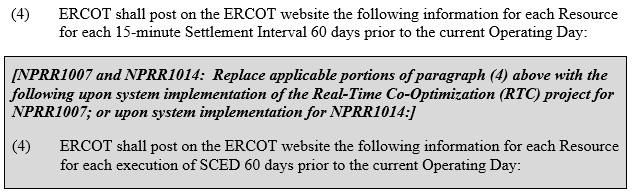 (4) ERCOT shall post on the ERCOT website the following information for each Resource
for each 15-minute Settlement Interval 60 days prior to the current Operating Day:
[NPRR1007 and NPRR1014: Replace applicable portions of paragraph (4) above with the
following upon system implementation of the Real-Time Co-Optimization (RTC) project for
NPRR1007; or upon system implementation for NPRR1014:]
(4) ERCOT shall post on the ERCOT website the following information for each Resource
for each execution of SCED 60 days prior to the current Operating Day: